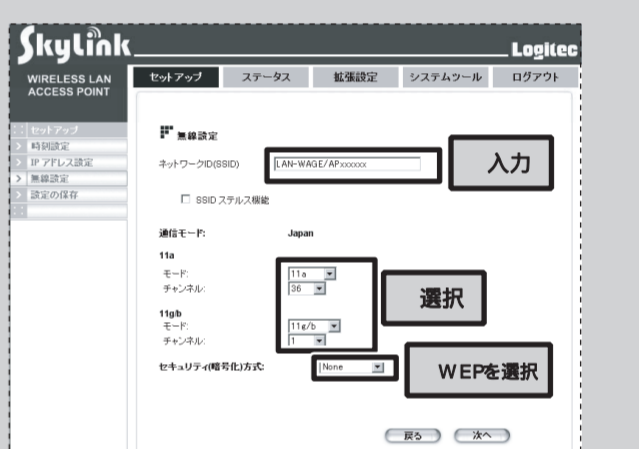 Skylink
Logitec
WIRELESS LAN
ACCESS POINT
セットアップ ステータス 拡張設定 システムツール ログアウト
セットアップ
時刻設定
IP アドレス設定
無線設定
設定の保存
無線設定
ネットワークID(SSID) LAN-WAGE/APxxxxxx
入力
SSID ステルス機能
通信モード: Japan
11a
モード: 11a
チャンネル: 36
選択
11g/b
モード: 11g/b
チャンネル: 1
セキュリティ(暗号化)方式: None
WEPを選択
戻る 次へ